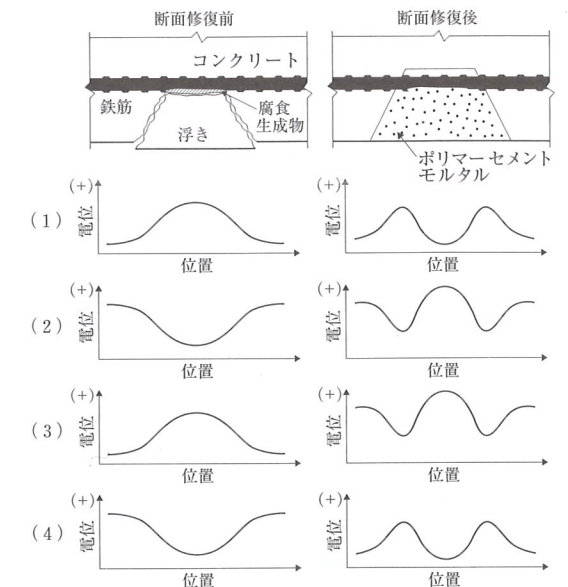 断面修復前
断面修復後
コンクリート
鉄筋
腐食
生成物
浮き
ポリマーセメント
モルタル
(1)
(+)
電位
位置
(+)
電位
位置
(2)
(+)
電位
位置
(+)
電位
位置
(3)
(+)
電位
位置
(+)
電位
位置
(4)
(+)
電位
位置
(+)
電位
位置